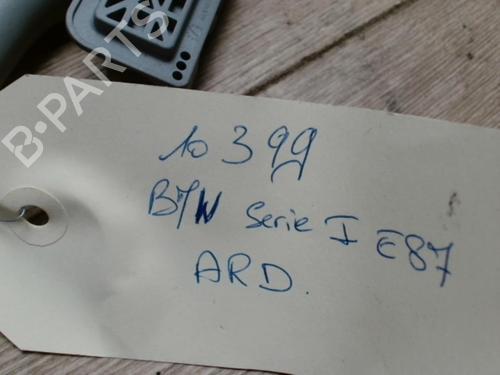 B-PARTS
10399
BMW Serie I E87
ARD.